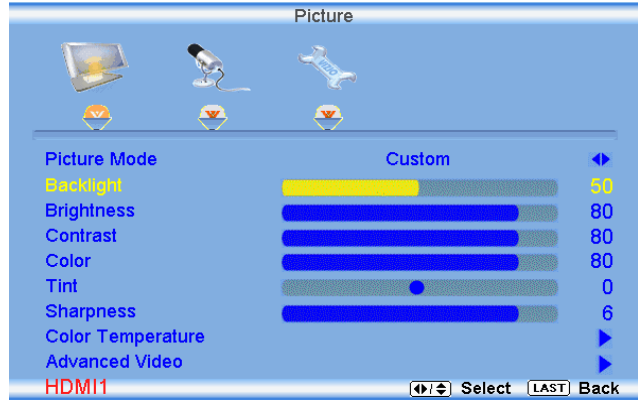 Picture
VIZIO
Picture Mode Custom
Backlight 50
Brightness 80
Contrast 80
Color 80
Tint 0
Sharpness 6
Color Temperature
Advanced Video
HDMI1 Select LAST Back